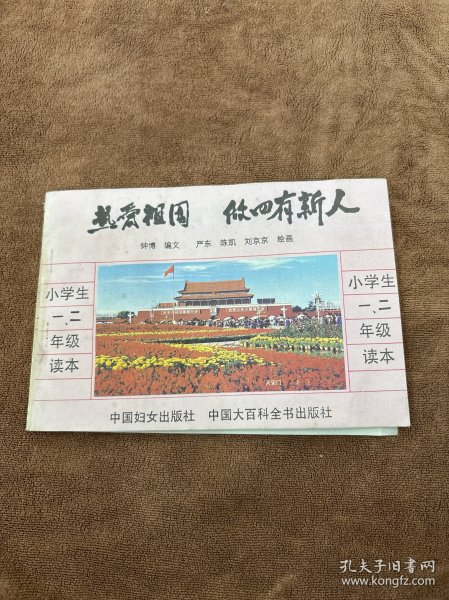 热爱祖国 做四有新人
钟博 编文 严东 陈凯 刘京京 绘画
小学生
一、二
年级
读本
小学生
一、二
年级
读本
天安门
中国妇女出版社 中国大百科全书出版社
孔夫子旧书网
www.kongfz.com